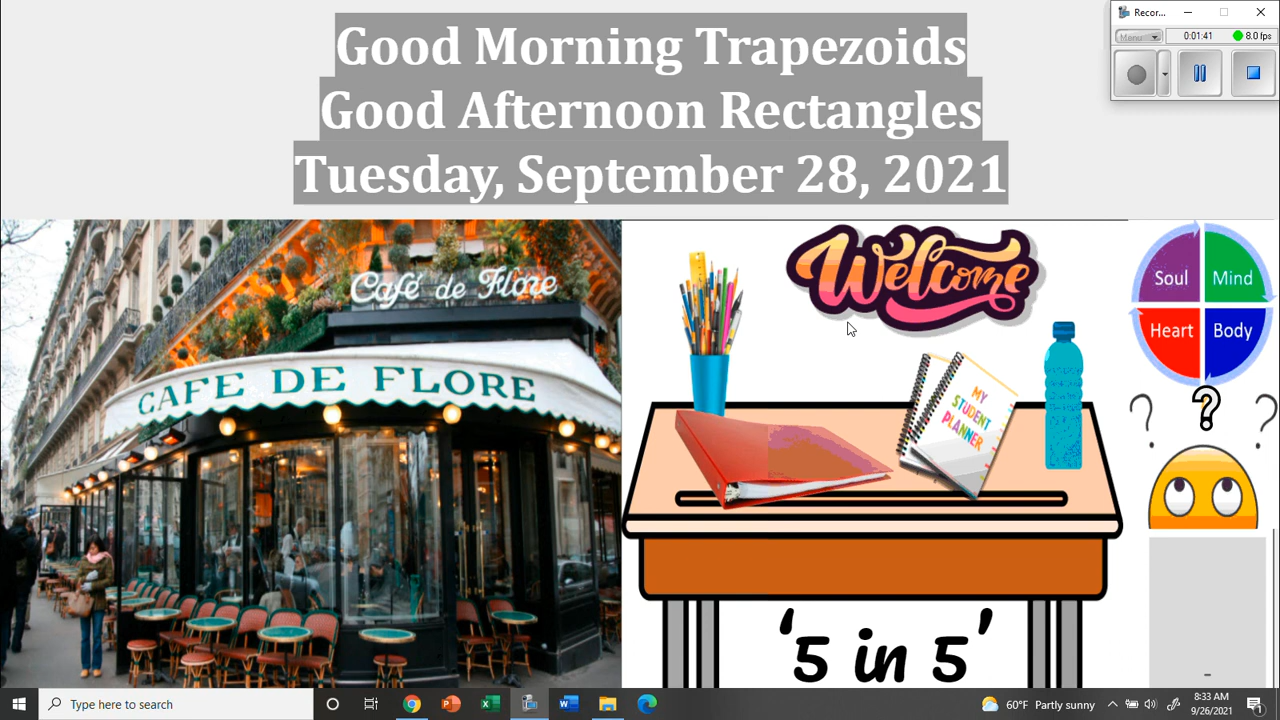 Good Morning Trapezoids
Good Afternoon Rectangles
Tuesday, September 28, 2021
Recor...
Menu
0:01:41
8.0 fps
Café de Flore
CAFE DE FLORE
Welcome
MY
STUDENT
PLANNER
Soul
Mind
Heart
Body
?
?
?
‘5 in 5’
Type here to search
60°F Partly sunny
8:33 AM
9/26/2021
1